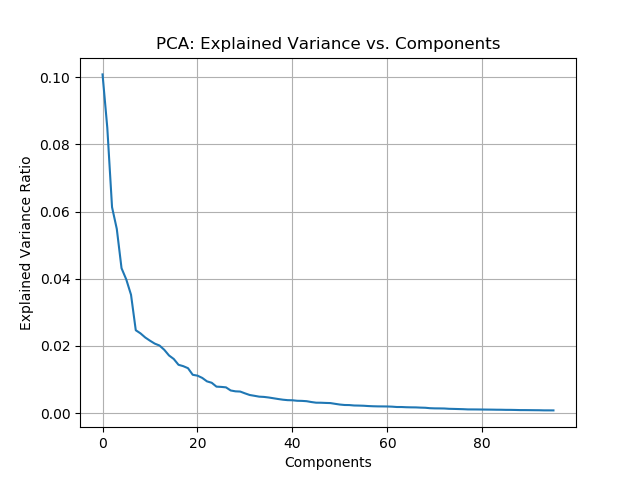 PCA: Explained Variance vs. Components
0.10
0.08
0.06
0.04
0.02
0.00
Explained Variance Ratio
0 20 40 60 80
Components